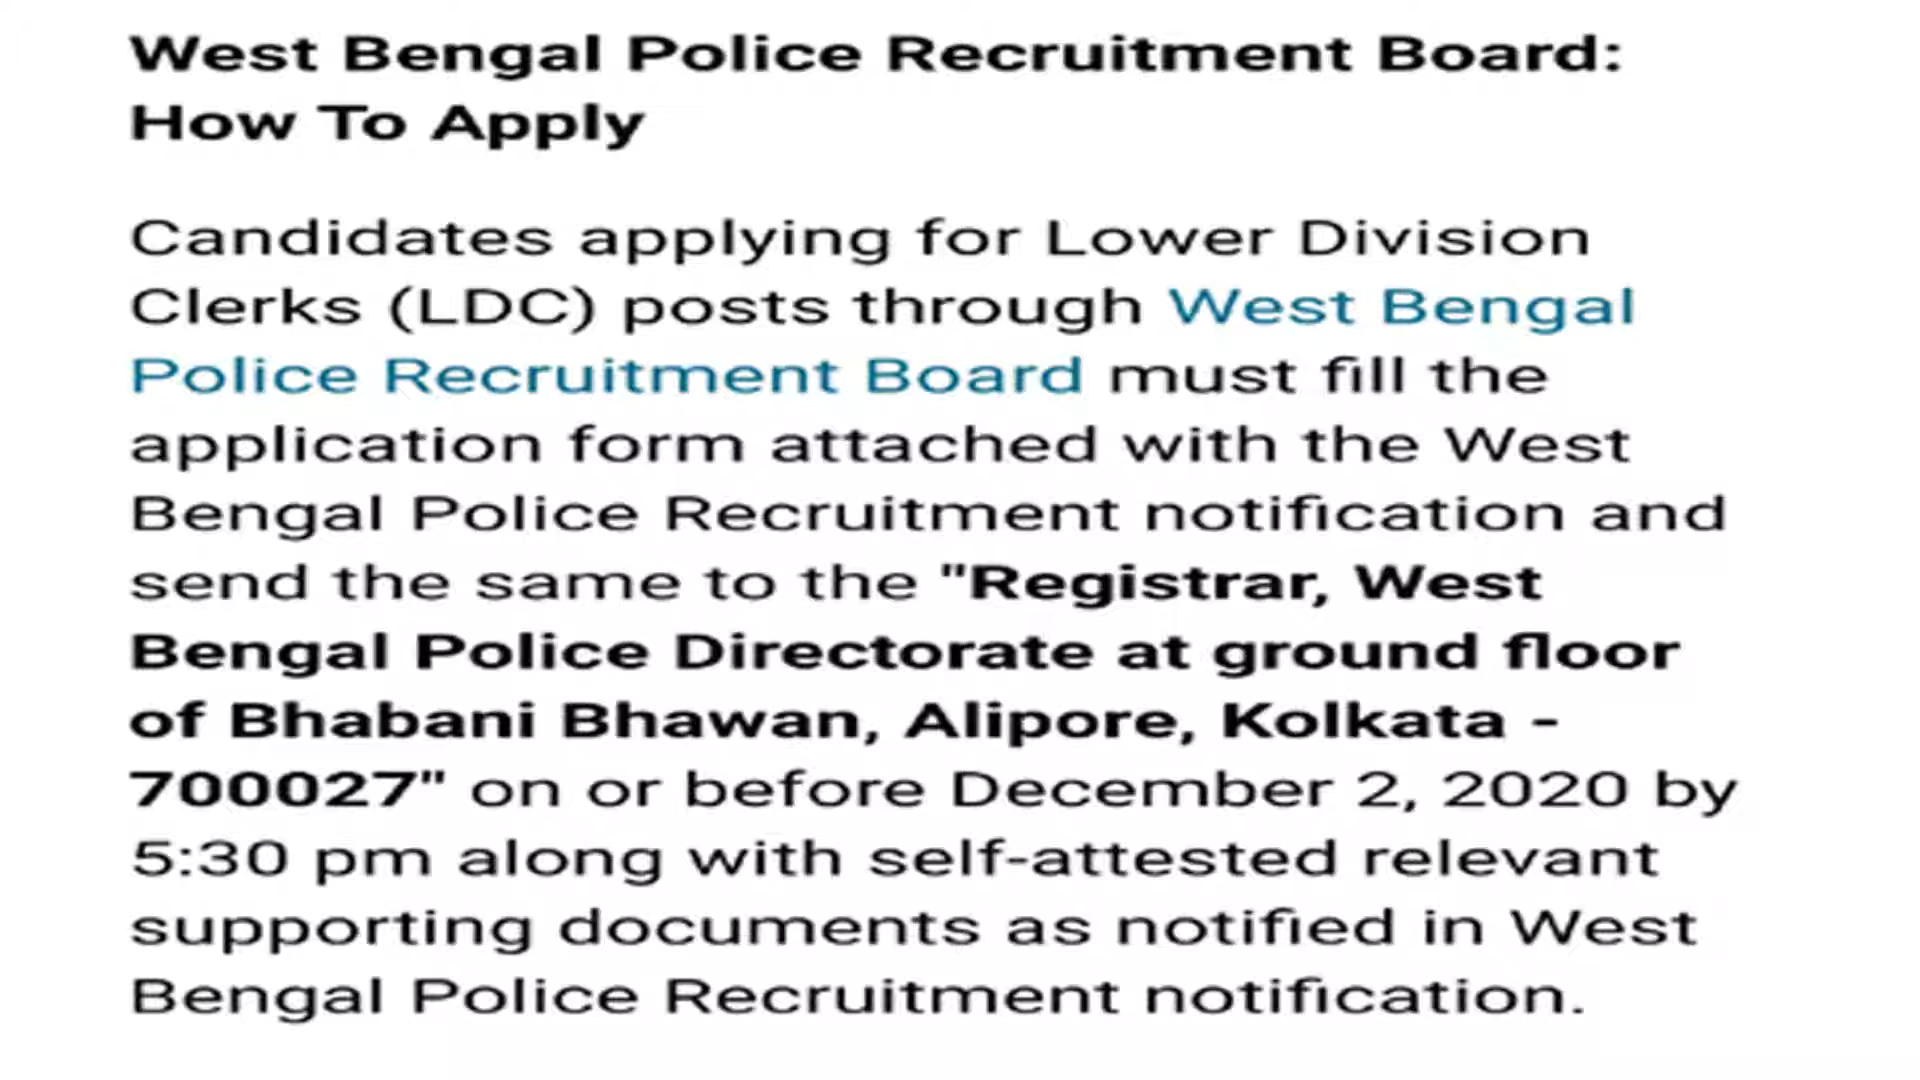 West Bengal Police Recruitment Board:
How To Apply
Candidates applying for Lower Division
Clerks (LDC) posts through West Bengal
Police Recruitment Board must fill the
application form attached with the West
Bengal Police Recruitment notification and
send the same to the "Registrar, West
Bengal Police Directorate at ground floor
of Bhabani Bhawan, Alipore, Kolkata -
700027" on or before December 2, 2020 by
5:30 pm along with self-attested relevant
supporting documents as notified in West
Bengal Police Recruitment notification.